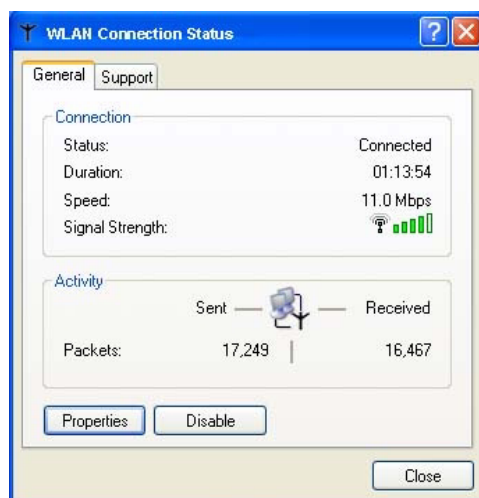 WLAN Connection Status
General Support
Connection
Status: Connected
Duration: 01:13:54
Speed: 11.0 Mbps
Signal Strength:
Activity
Sent Received
Packets: 17,249 16,467
Properties Disable
Close